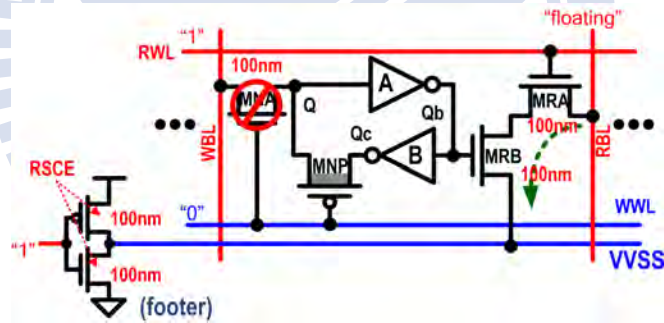 "1"
"floating"
RWL
100nm
MNA
A
MRA
Q
Qb
100nm
WBL
Qc
RBL
RSCE
MNP
B
MRB
100nm
100nm
"0"
WWL
"1"
VVSS
100nm
(footer)